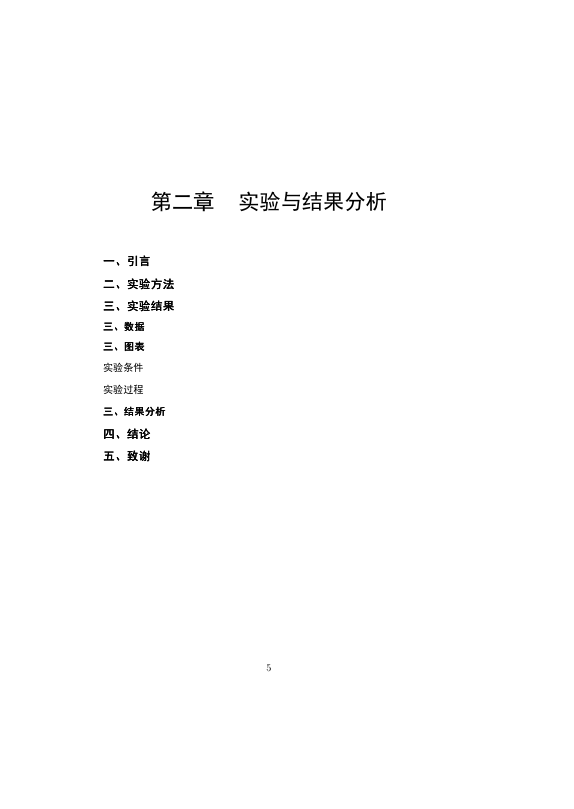 第二章 实验与结果分析
一、引言
二、实验方法
三、实验结果
三、数据
三、图表
实验条件
实验过程
三、结果分析
四、结论
五、致谢
5